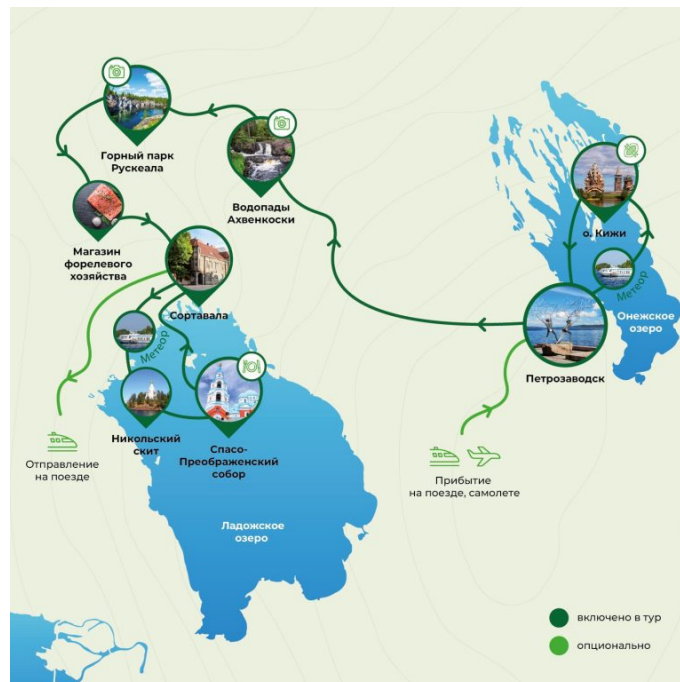 Горный парк
Рускеала
Водопады
Ахвенкоски
о. Кижи
Метеор
Онежское
озеро
Магазин
форелевого
хозяйства
Сортавала
Метеор
Петрозаводск
Никольский
скит
Спасо-
Преображенский
собор
Отправление
на поезде
Прибытие
на поезде, самолете
Ладожское
озеро
включено в тур
опционально